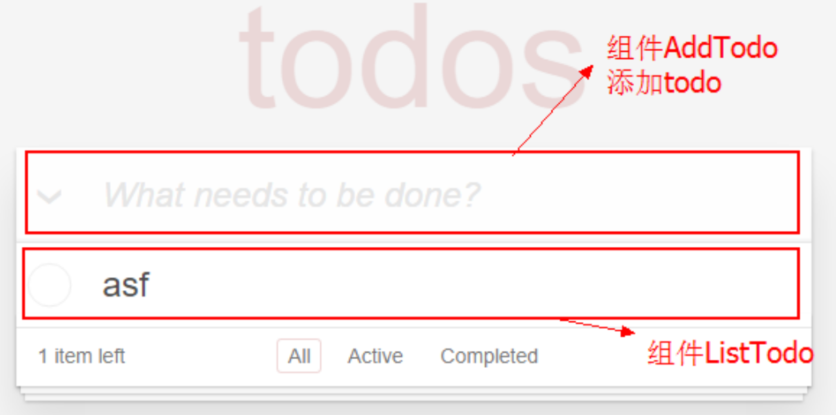 todos
组件AddTodo
添加todo
What needs to be done?
asf
1 item left
All
Active
Completed
组件ListTodo